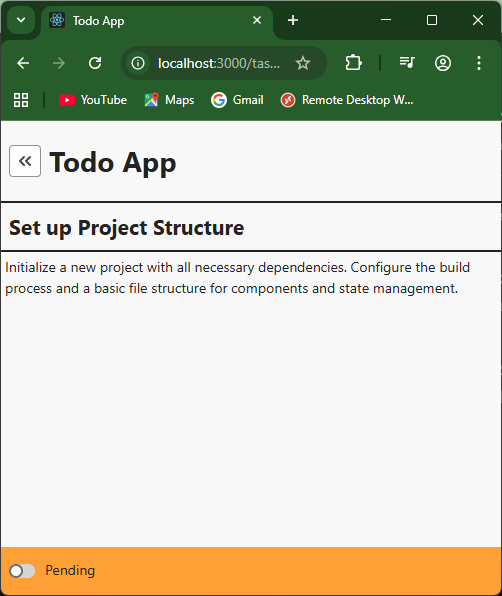 Todo App
localhost:3000/tas...
YouTube
Maps
Gmail
Remote Desktop W...
Todo App
Set up Project Structure
Initialize a new project with all necessary dependencies. Configure the build
process and a basic file structure for components and state management.
Pending